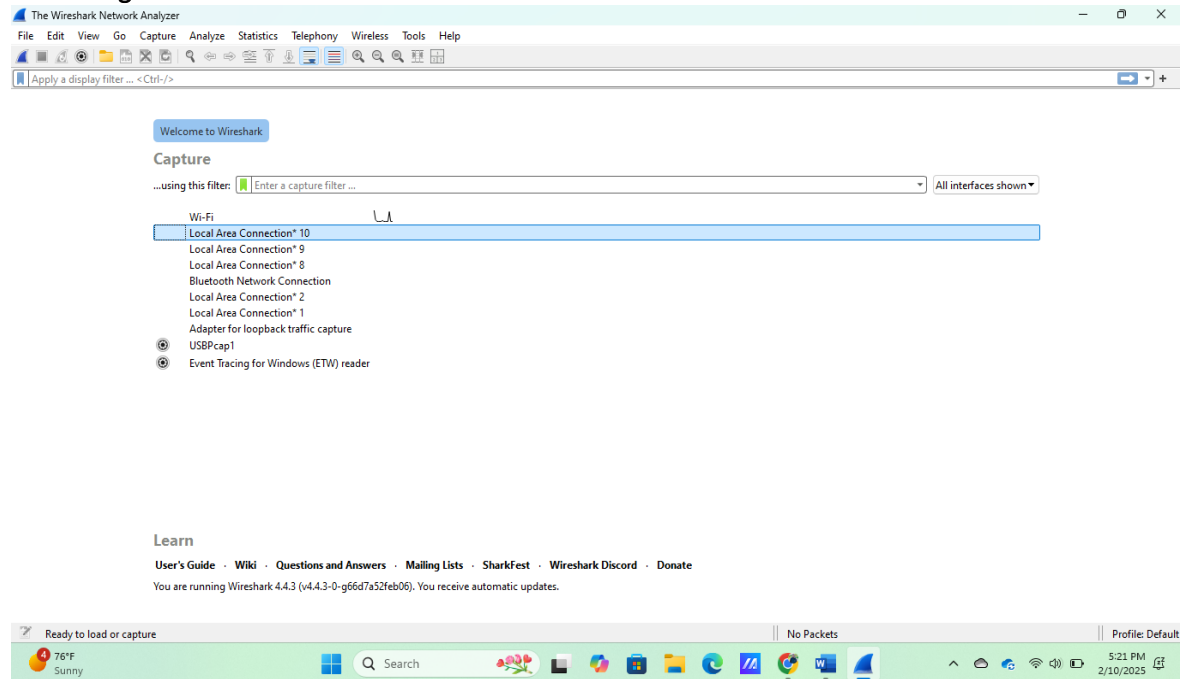 The Wireshark Network Analyzer
File Edit View Go Capture Analyze Statistics Telephony Wireless Tools Help
Apply a display filter ... <Ctrl-/>
+
Welcome to Wireshark
Capture
...using this filter: Enter a capture filter ... All interfaces shown
Wi-Fi
Local Area Connection* 10
Local Area Connection* 9
Local Area Connection* 8
Bluetooth Network Connection
Local Area Connection* 2
Local Area Connection* 1
Adapter for loopback traffic capture
USBPcap1
Event Tracing for Windows (ETW) reader
Learn
User's Guide · Wiki · Questions and Answers · Mailing Lists · SharkFest · Wireshark Discord · Donate
You are running Wireshark 4.4.3 (v4.4.3-0-g66d7a52feb06). You receive automatic updates.
Ready to load or capture No Packets Profile: Default
4 76°F Search 5:21 PM
Sunny 2/10/2025